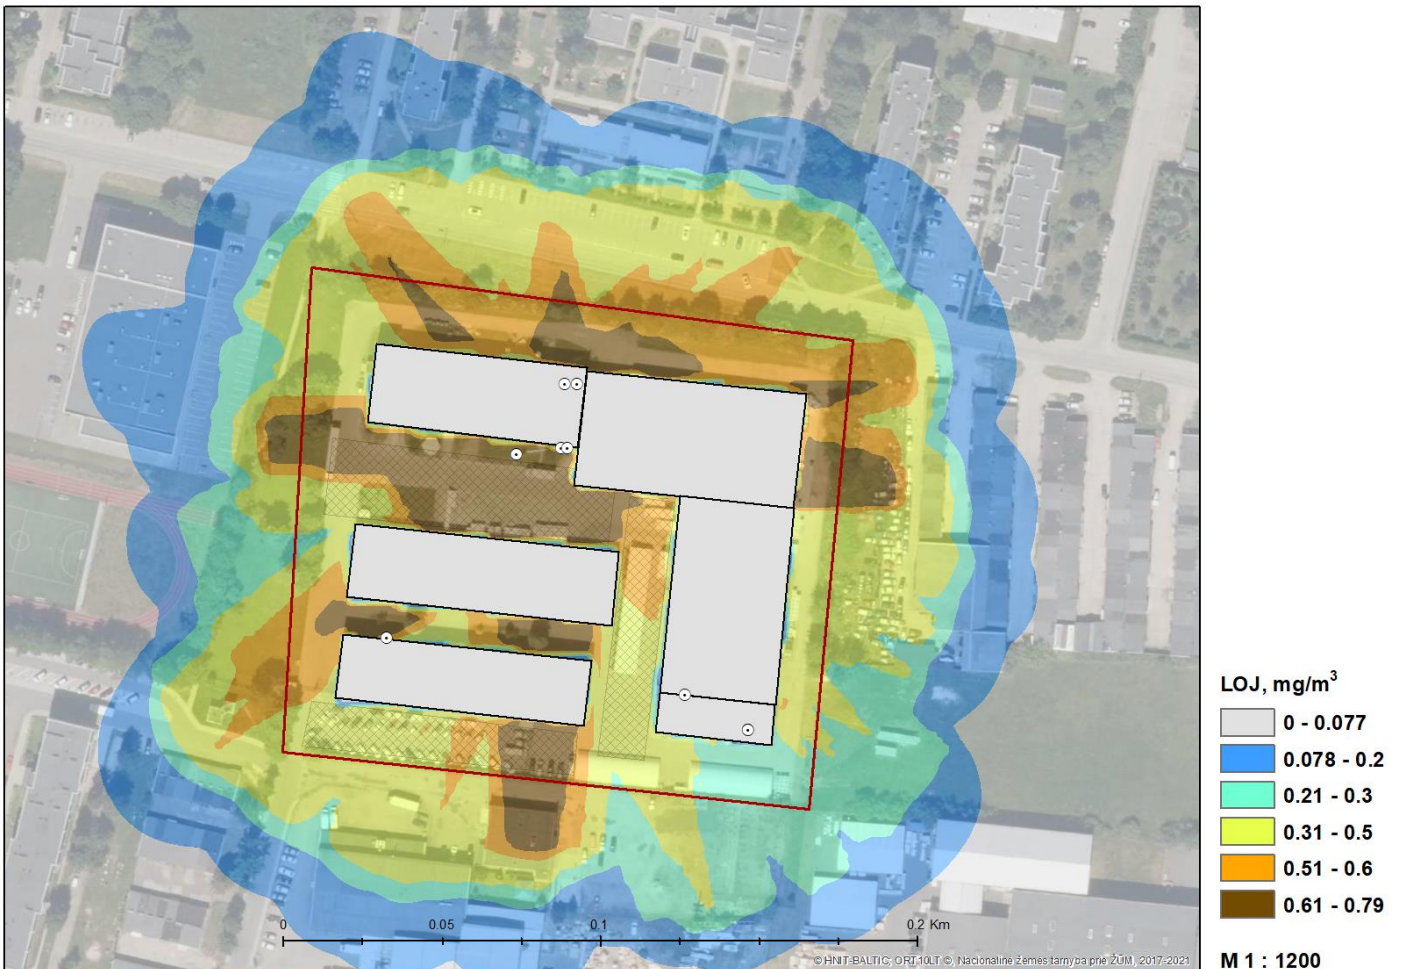 LOJ, mg/m³
0 - 0.077
0.078 - 0.2
0.21 - 0.3
0.31 - 0.5
0.51 - 0.6
0.61 - 0.79
0 0.05 0.1 0.2 Km
© HNIT-BALTIC, ORT10LT ©, Nacionalinė žemės tarnyba prie ŽŪM, 2017-2021
M 1 : 1200